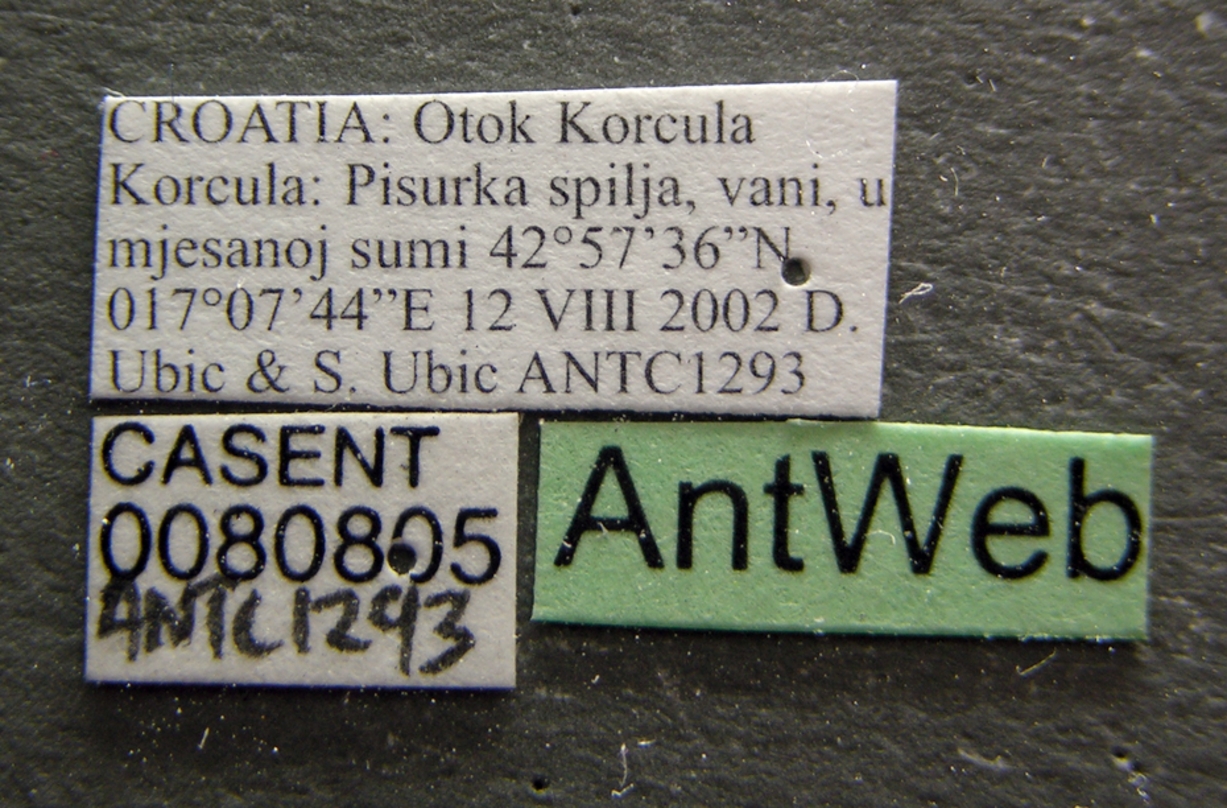 CROATIA: Otok Korcula
Korcula: Pisurka spilja, vani, u
mjesanoj sumi 42°57’36”N
017°07’44”E 12 VIII 2002 D.
Ubic & S. Ubic ANTC1293
CASENT
0080805
ANTC1293
AntWeb